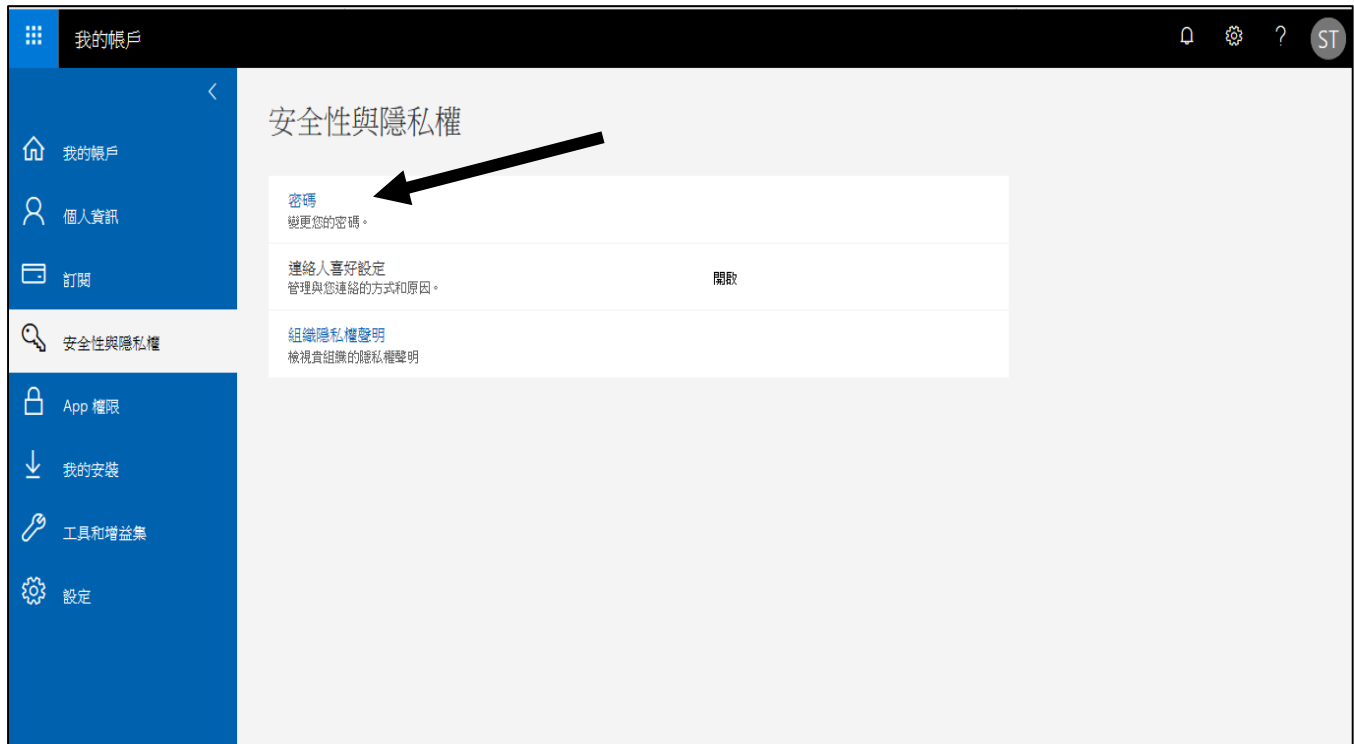 我的帳戶
?
ST
我的帳戶
個人資訊
訂閱
安全性與隱私權
App 權限
我的安裝
工具和增益集
設定
安全性與隱私權
密碼
變更您的密碼。
連絡人喜好設定
管理與您連絡的方式和原因。
開啟
組織隱私權聲明
檢視貴組織的隱私權聲明